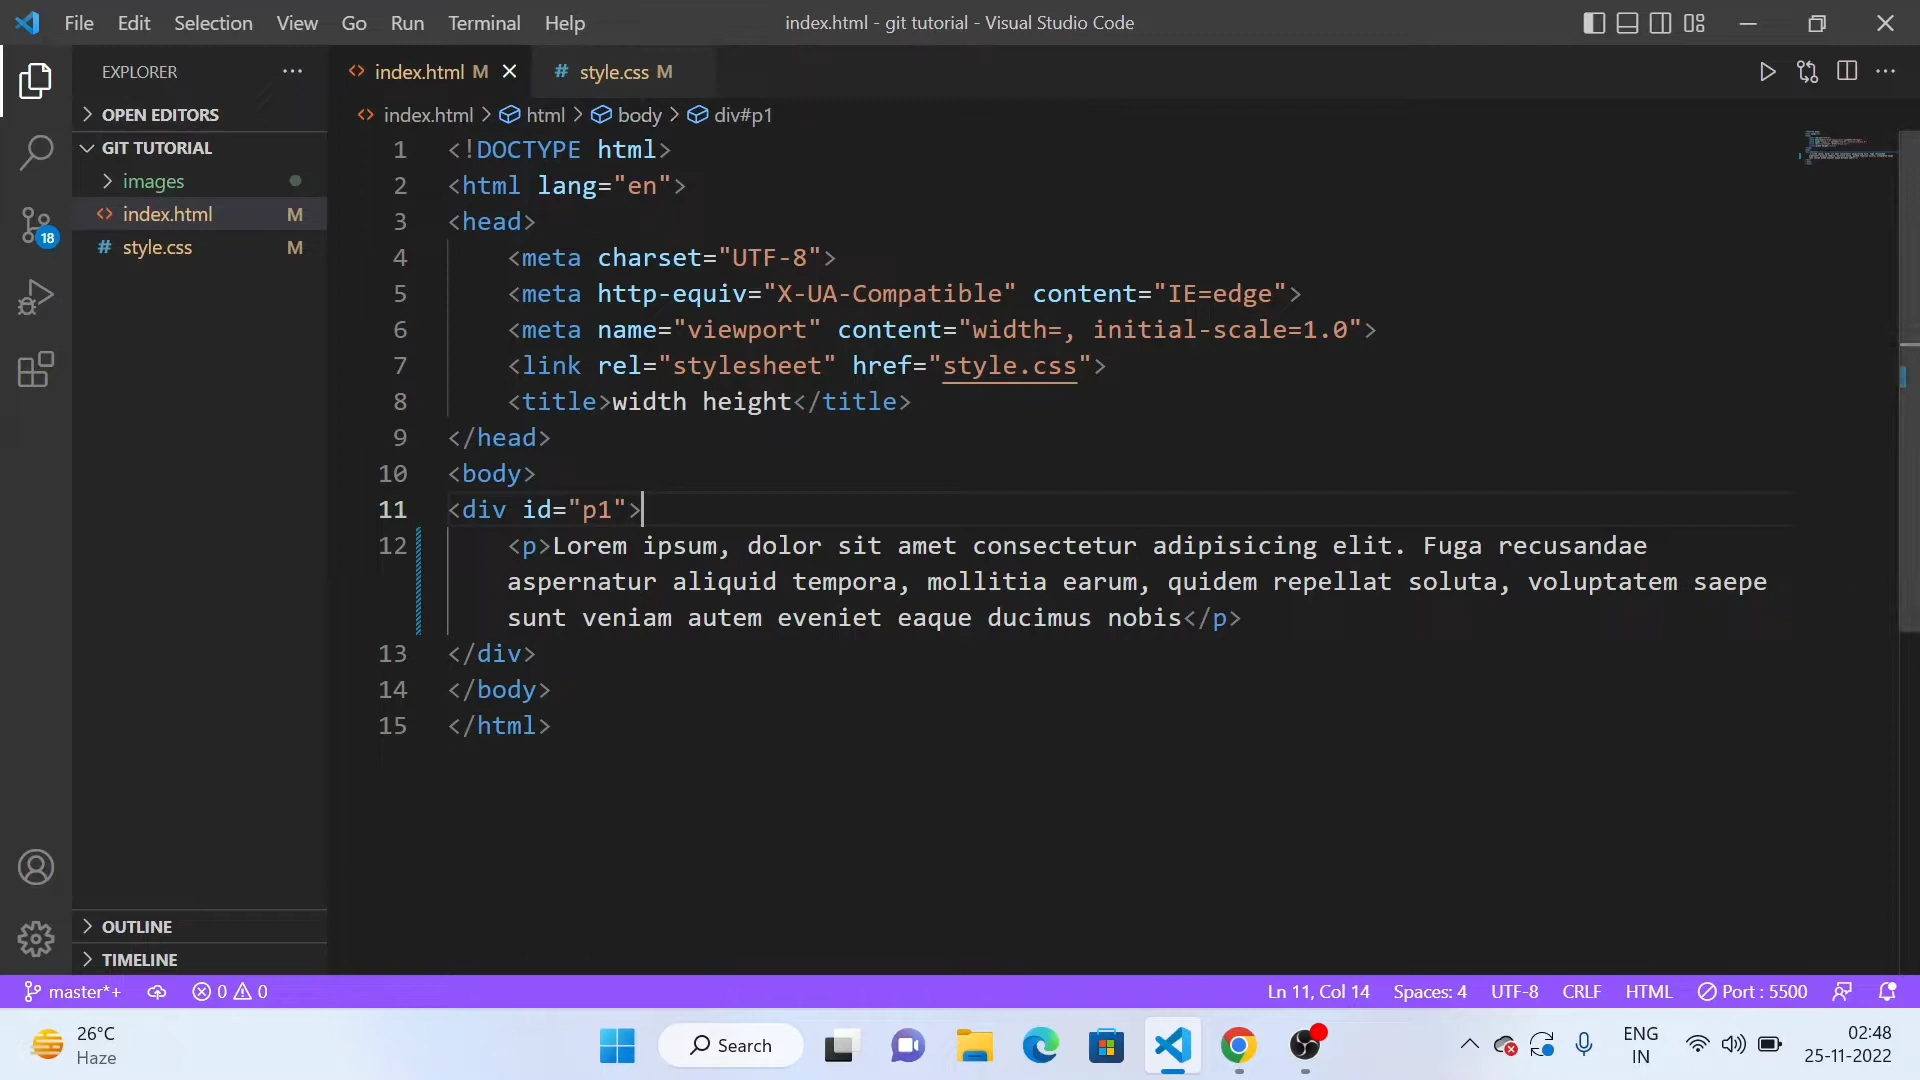 File Edit Selection View Go Run Terminal Help
index.html - git tutorial - Visual Studio Code
EXPLORER
OPEN EDITORS
GIT TUTORIAL
images
index.html M
style.css M
18
OUTLINE
TIMELINE
index.html M
style.css M
index.html > html > body > div#p1
1 <!DOCTYPE html>
2 <html lang="en">
3 <head>
4 <meta charset="UTF-8">
5 <meta http-equiv="X-UA-Compatible" content="IE=edge">
6 <meta name="viewport" content="width=, initial-scale=1.0">
7 <link rel="stylesheet" href="style.css">
8 <title>width height</title>
9 </head>
10 <body>
11 <div id="p1">
12 <p>Lorem ipsum, dolor sit amet consectetur adipisicing elit. Fuga recusandae
aspernatur aliquid tempora, mollitia earum, quidem repellat soluta, voluptatem saepe
sunt veniam autem eveniet eaque ducimus nobis</p>
13 </div>
14 </body>
15 </html>
master*+ 0 0 Ln 11, Col 14 Spaces: 4 UTF-8 CRLF HTML Port : 5500
26°C
Haze
Search
ENG
IN
02:48
25-11-2022